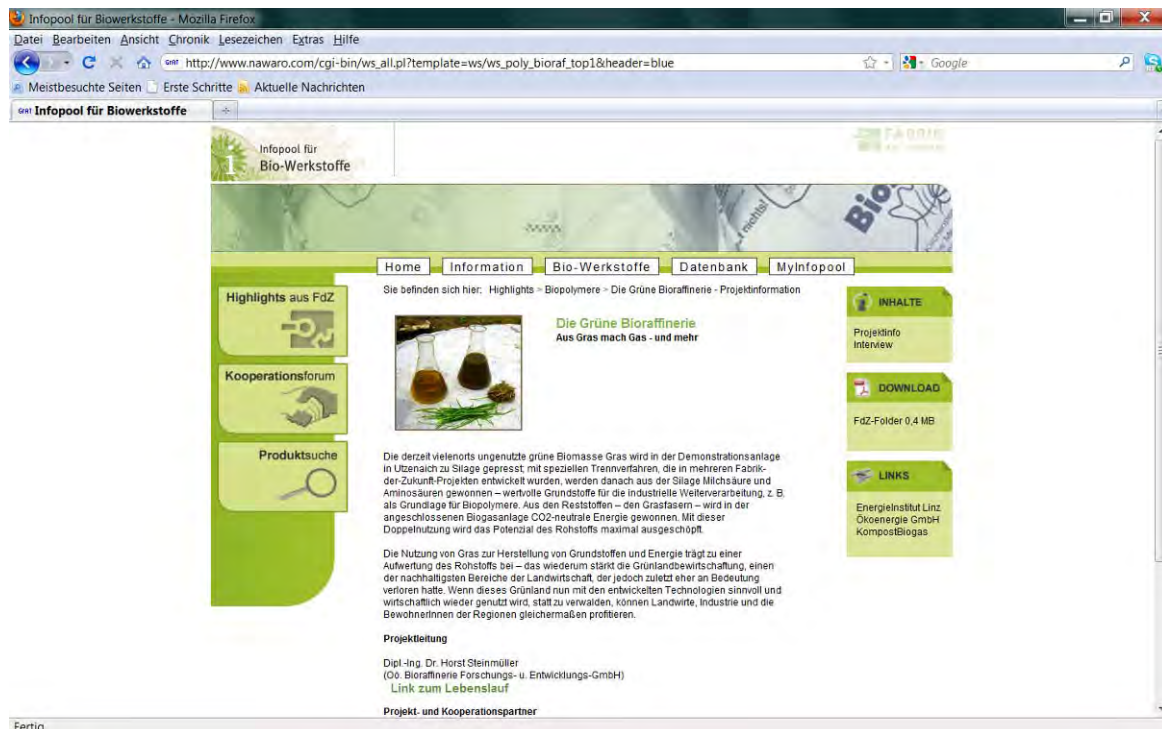 Infopool für Biowerkstoffe - Mozilla Firefox
Datei Bearbeiten Ansicht Chronik Lesezeichen Extras Hilfe
http://www.nawaro.com/cgi-bin/ws_all.pl?template=ws/ws_poly_bioraf_top1&header=blue
Google
Meistbesuchte Seiten Erste Schritte Aktuelle Nachrichten
Infopool für Biowerkstoffe
Infopool für
Bio-Werkstoffe
nichts!
Home Information Bio-Werkstoffe Datenbank MyInfopool
Sie befinden sich hier: Highlights > Biopolymere > Die Grüne Bioraffinerie - Projektinformation
Highlights aus FdZ
Kooperationsforum
Produktsuche
Die Grüne Bioraffinerie
Aus Gras mach Gas - und mehr
Die derzeit vielenorts ungenutzte grüne Biomasse Gras wird in der Demonstrationsanlage
in Utzenaich zu Silage gepresst; mit speziellen Trennverfahren, die in mehreren Fabrik-
der-Zukunft-Projekten entwickelt wurden, werden danach aus der Silage Milchsäure und
Aminosäuren gewonnen – wertvolle Grundstoffe für die industrielle Weiterverarbeitung, z. B.
als Grundlage für Biopolymere. Aus den Reststoffen – den Grasfasern – wird in der
angeschlossenen Biogasanlage CO2-neutrale Energie gewonnen. Mit dieser
Doppelnutzung wird das Potenzial des Rohstoffs maximal ausgeschöpft.
Die Nutzung von Gras zur Herstellung von Grundstoffen und Energie trägt zu einer
Aufwertung des Rohstoffs bei – das wiederum stärkt die Grünlandbewirtschaftung, einen
der nachhaltigsten Bereiche der Landwirtschaft, der jedoch zuletzt eher an Bedeutung
verloren hatte. Wenn dieses Grünland nun mit den entwickelten Technologien sinnvoll und
wirtschaftlich wieder genutzt wird, statt zu verwalden, können Landwirte, Industrie und die
BewohnerInnen der Regionen gleichermaßen profitieren.
Projektleitung
Dipl.-Ing. Dr. Horst Steinmüller
(Oö. Bioraffinerie Forschungs- u. Entwicklungs-GmbH)
Link zum Lebenslauf
Projekt- und Kooperationspartner
INHALTE
Projektinfo
Interview
DOWNLOAD
FdZ-Folder 0,4 MB
LINKS
EnergieInstitut Linz
Ökoenergie GmbH
KompostBiogas
Fertig